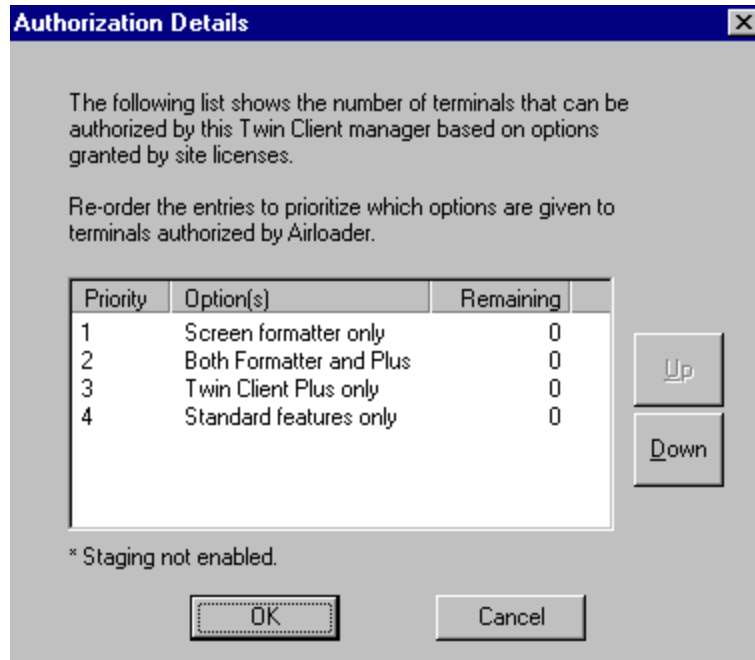 Authorization Details
The following list shows the number of terminals that can be
authorized by this Twin Client manager based on options
granted by site licenses.
Re-order the entries to prioritize which options are given to
terminals authorized by Airloader.
Priority Option(s) Remaining
1 Screen formatter only 0
2 Both Formatter and Plus 0
3 Twin Client Plus only 0
4 Standard features only 0
Up
Down
* Staging not enabled.
OK Cancel